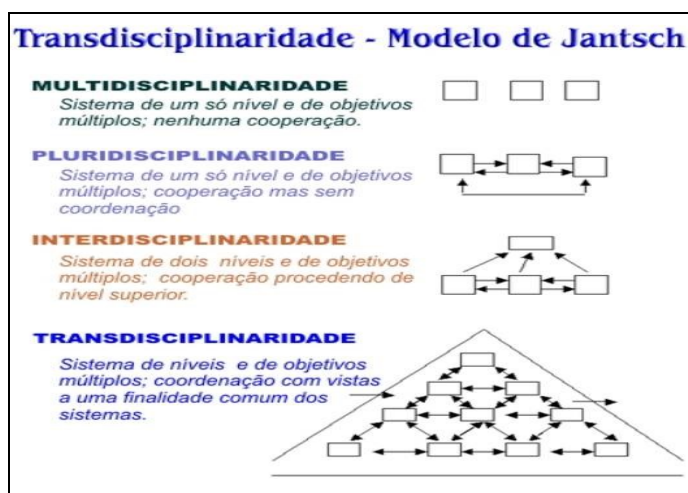 Transdisciplinaridade - Modelo de Jantsch
MULTIDISCIPLINARIDADE
Sistema de um só nível e de objetivos
múltiplos; nenhuma cooperação.
PLURIDISCIPLINARIDADE
Sistema de um só nível e de objetivos
múltiplos; cooperação mas sem
coordenação
INTERDISCIPLINARIDADE
Sistema de dois níveis e de objetivos
múltiplos; cooperação procedendo de
nível superior.
TRANSDISCIPLINARIDADE
Sistema de níveis e de objetivos
múltiplos; coordenação com vistas
a uma finalidade comum dos
sistemas.